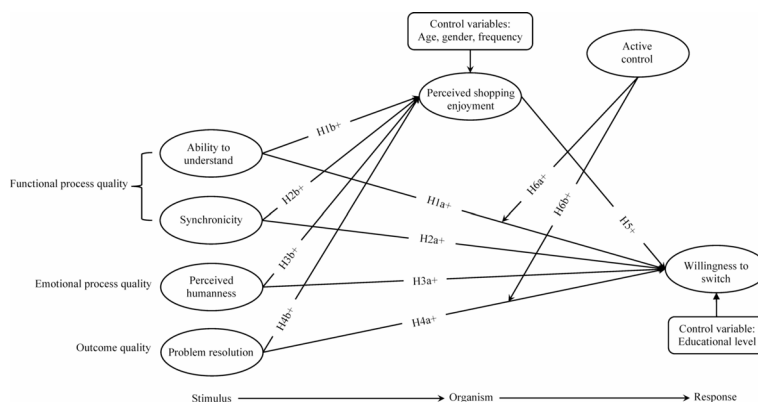 Control variables:
Age, gender, frequency
Active
control
Perceived shopping
enjoyment
H1b+
Ability to
understand
H6a+
H6b+
Functional process quality
H2b+
H1a+
H5+
Synchronicity
H2a+
H3b+
Willingness to
switch
Emotional process quality
Perceived
humanness
H3a+
H4b+
H4a+
Control variable:
Educational level
Outcome quality
Problem resolution
Stimulus
Organism
Response